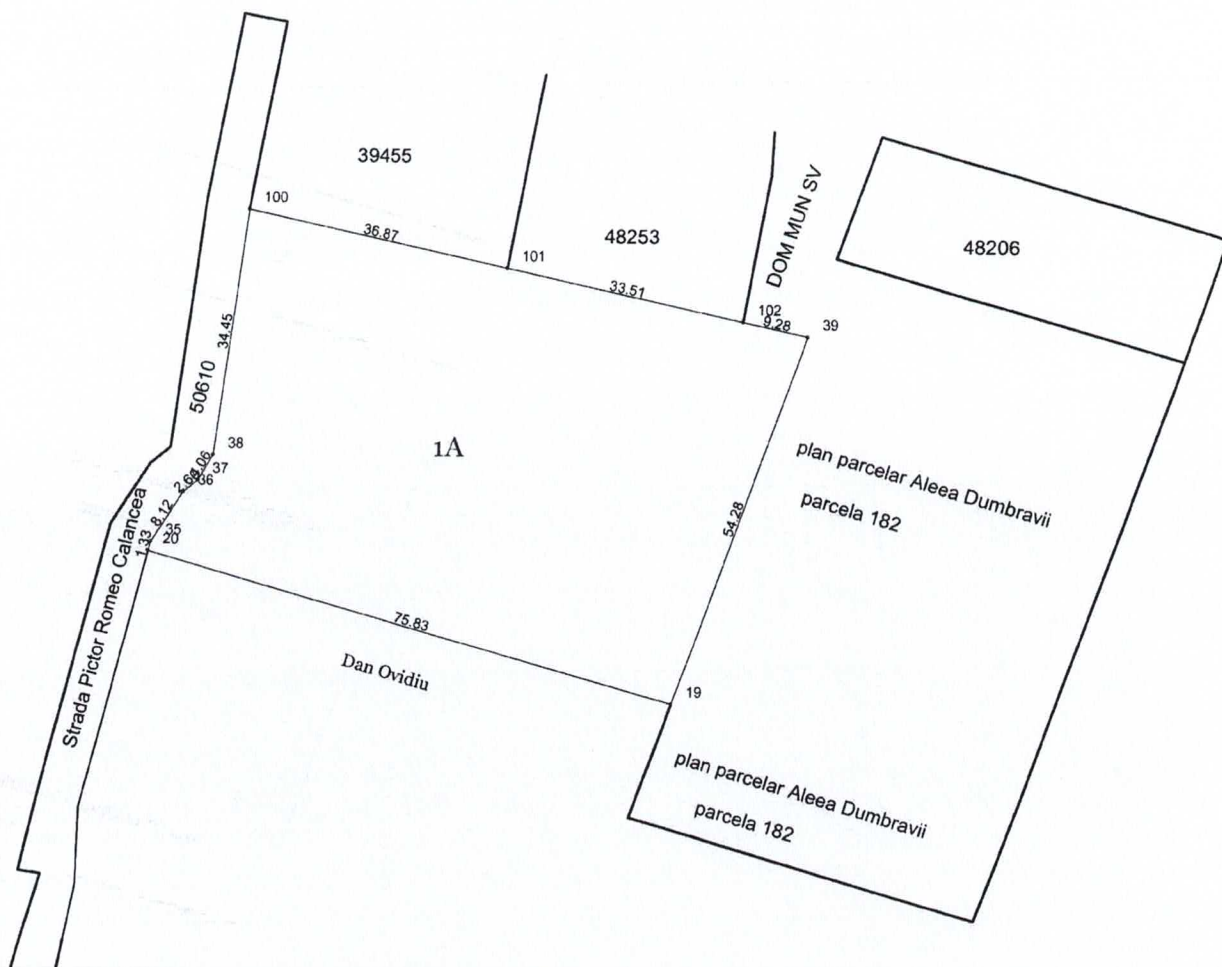 39455
100
36.87
48253
101
33.51
DOM MUN SV
48206
102
9.28
39
34.45
50610
38
37
36
2.64
8.12
35
20
1.33
1A
plan parcelar Aleea Dumbravii
parcela 182
54.28
Strada Pictor Romeo Calancea
75.83
Dan Ovidiu
19
plan parcelar Aleea Dumbravii
parcela 182